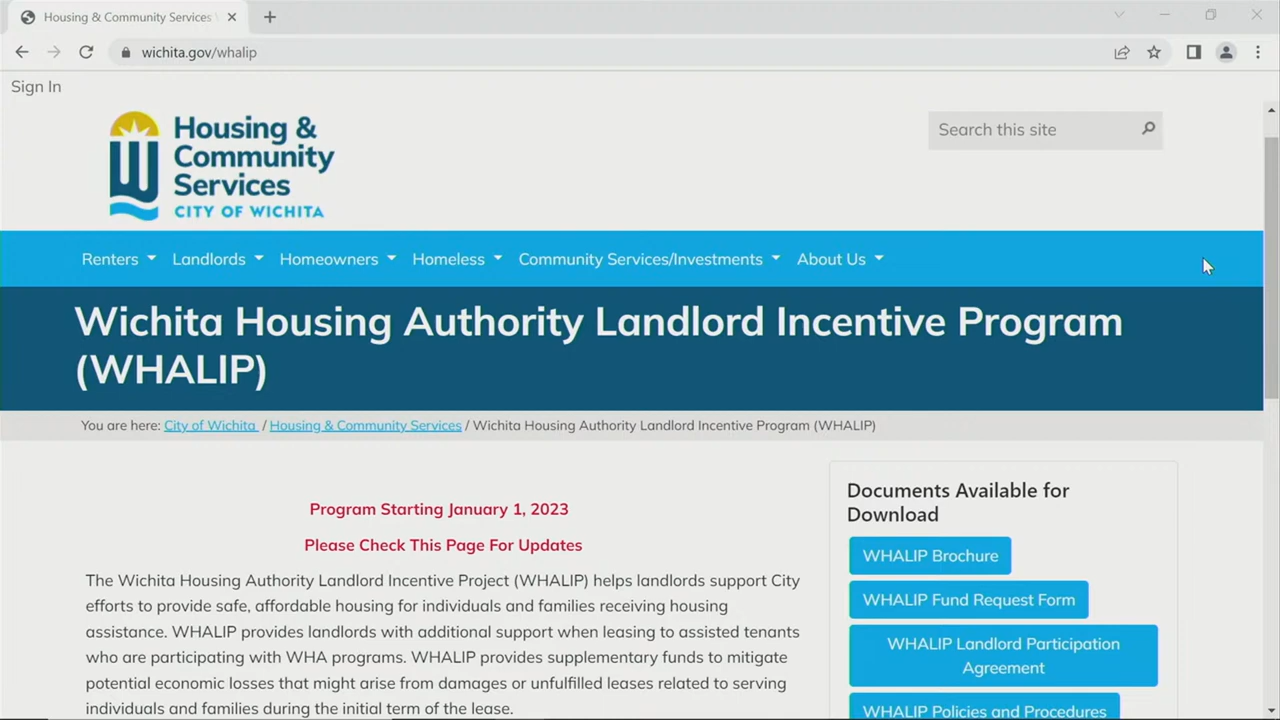 Housing & Community Services
wichita.gov/whalip
Sign In
Housing &
Community
Services
CITY OF WICHITA
Search this site
Renters Landlords Homeowners Homeless Community Services/Investments About Us
Wichita Housing Authority Landlord Incentive Program
(WHALIP)
You are here: City of Wichita / Housing & Community Services / Wichita Housing Authority Landlord Incentive Program (WHALIP)
Program Starting January 1, 2023
Please Check This Page For Updates
The Wichita Housing Authority Landlord Incentive Project (WHALIP) helps landlords support City
efforts to provide safe, affordable housing for individuals and families receiving housing
assistance. WHALIP provides landlords with additional support when leasing to assisted tenants
who are participating with WHA programs. WHALIP provides supplementary funds to mitigate
potential economic losses that might arise from damages or unfulfilled leases related to serving
individuals and families during the initial term of the lease.
Documents Available for
Download
WHALIP Brochure
WHALIP Fund Request Form
WHALIP Landlord Participation
Agreement
WHALIP Policies and Procedures